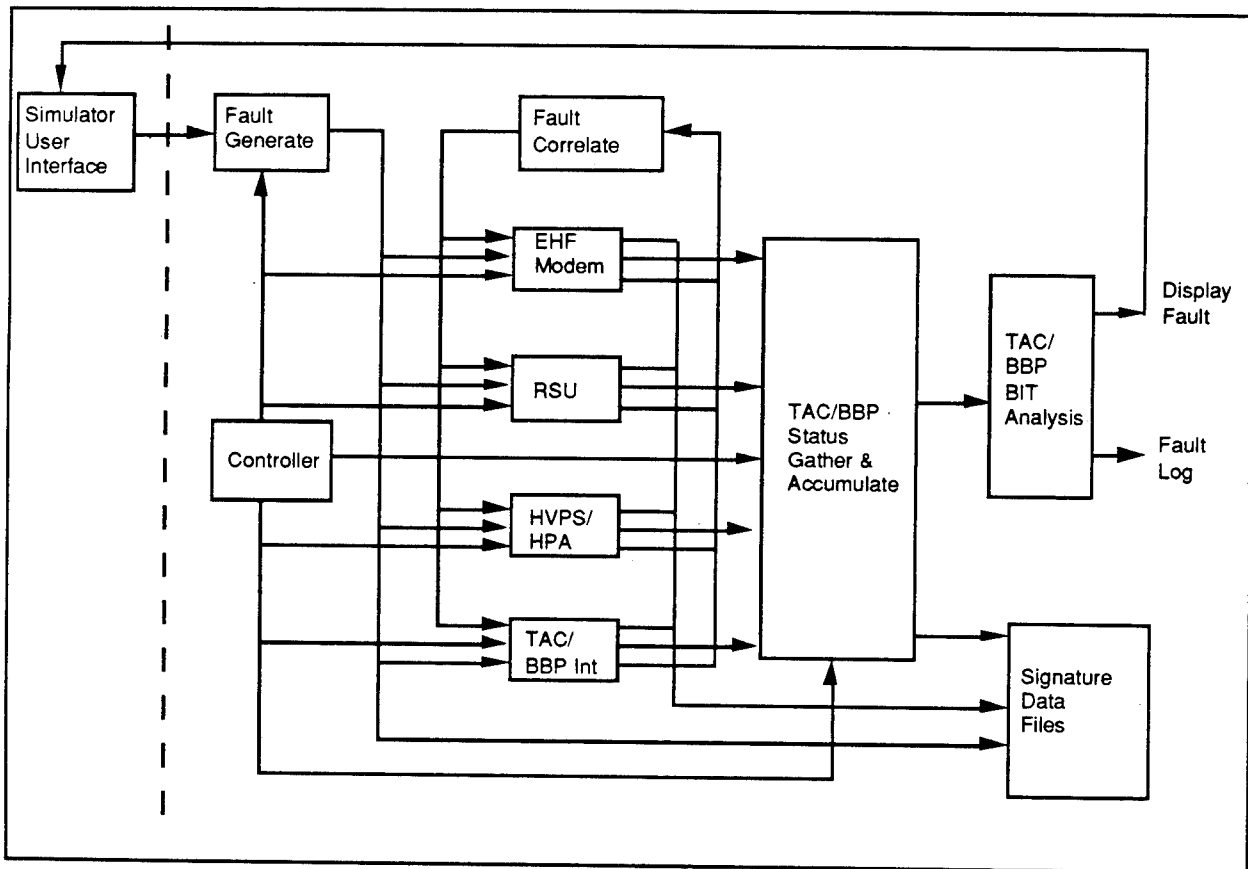 Simulator
User
Interface
Fault
Generate
Fault
Correlate
EHF
Modem
RSU
Controller
HVPS/
HPA
TAC/
BBP Int
TAC/BBP
Status
Gather &
Accumulate
TAC/
BBP
BIT
Analysis
Display
Fault
Fault
Log
Signature
Data
Files